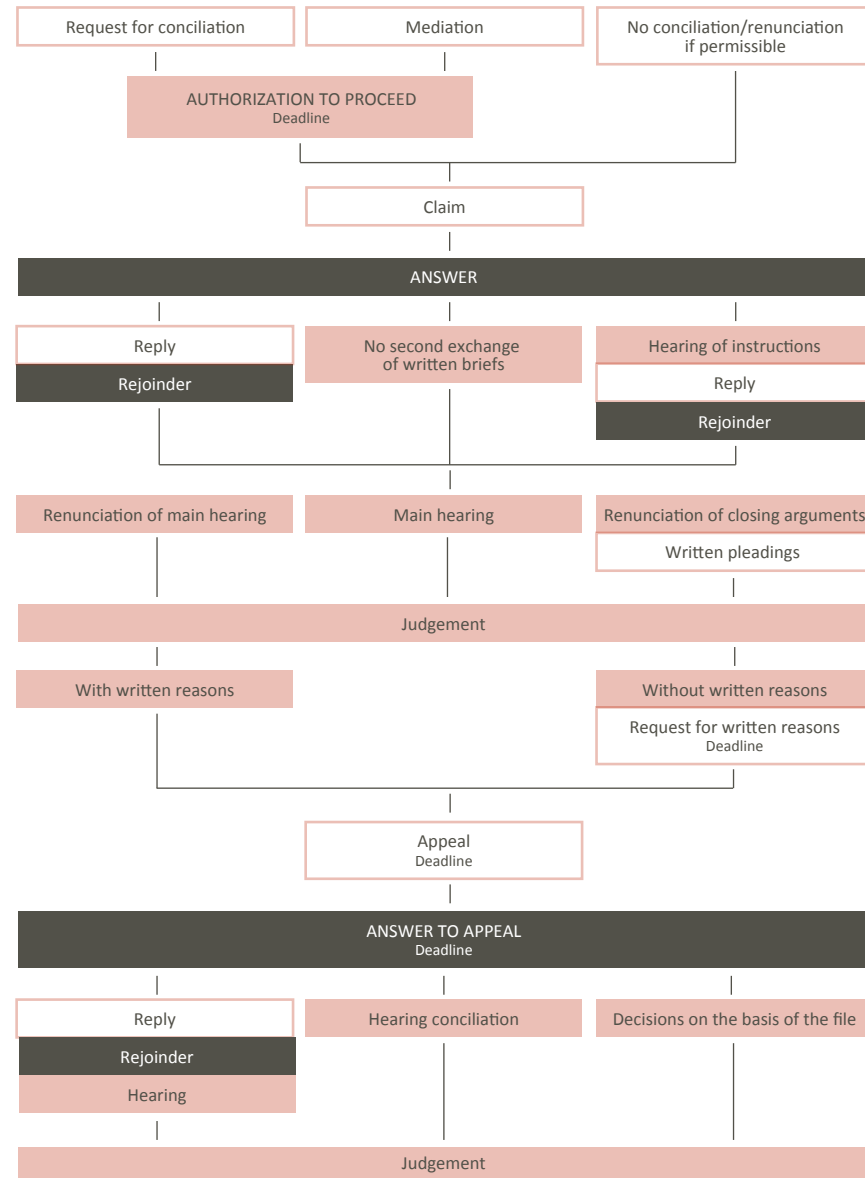 Request for conciliation
Mediation
No conciliation/renunciation
if permissible
AUTHORIZATION TO PROCEED
Deadline
Claim
ANSWER
Reply
Rejoinder
No second exchange
of written briefs
Hearing of instructions
Reply
Rejoinder
Renunciation of main hearing
Main hearing
Renunciation of closing arguments
Written pleadings
Judgement
With written reasons
Without written reasons
Request for written reasons
Deadline
Appeal
Deadline
ANSWER TO APPEAL
Deadline
Reply
Rejoinder
Hearing
Hearing conciliation
Decisions on the basis of the file
Judgement